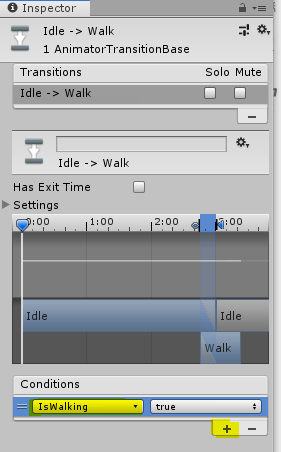 Inspector
Idle -> Walk
1 AnimatorTransitionBase
Transitions Solo Mute
Idle -> Walk
Idle -> Walk
Has Exit Time
Settings
0:00 1:00 2:00 3:00
Idle Idle
Walk
Conditions
IsWalking true